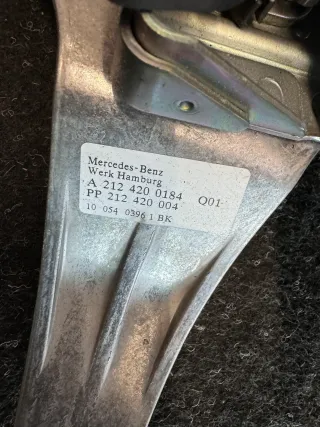 Mercedes-Benz
Werk Hamburg
A 212 420 0184 Q01
PP 212 420 004
10 054 0396 1 BK